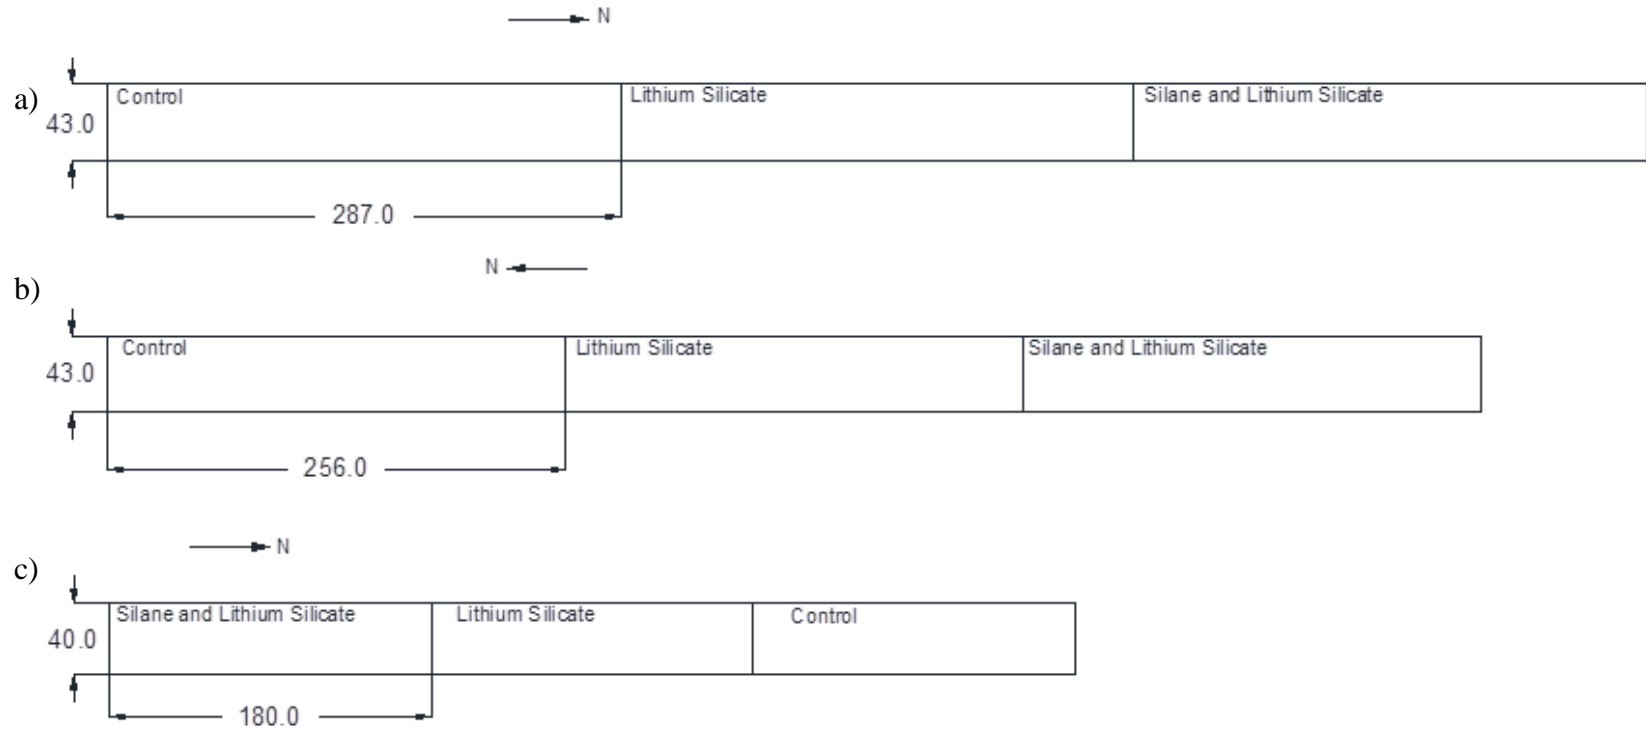 N
a)
Control
Lithium Silicate
Silane and Lithium Silicate
43.0
287.0
N
b)
Control
Lithium Silicate
Silane and Lithium Silicate
43.0
256.0
N
c)
Silane and Lithium Silicate
Lithium Silicate
Control
40.0
180.0